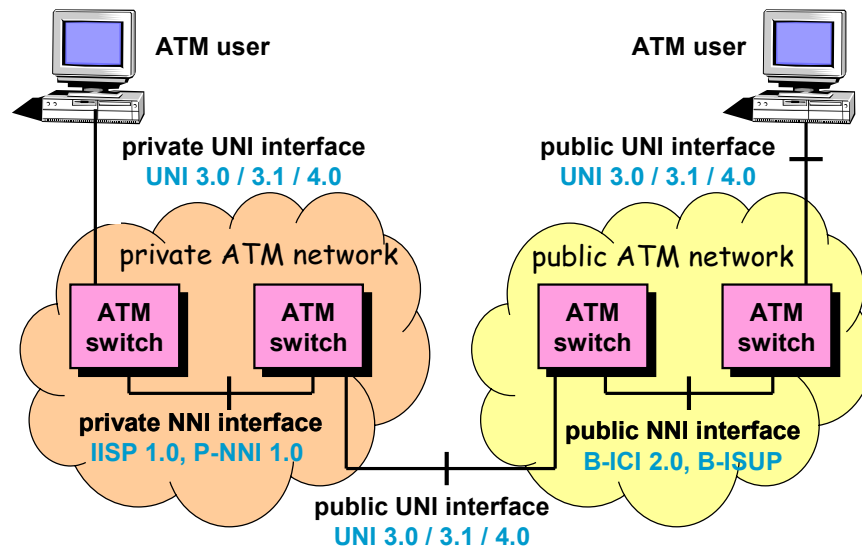 ATM user
ATM user
private UNI interface
UNI 3.0 / 3.1 / 4.0
public UNI interface
UNI 3.0 / 3.1 / 4.0
private ATM network
public ATM network
ATM
switch
ATM
switch
ATM
switch
ATM
switch
private NNI interface
IISP 1.0, P-NNI 1.0
public NNI interface
B-ICI 2.0, B-ISUP
public UNI interface
UNI 3.0 / 3.1 / 4.0